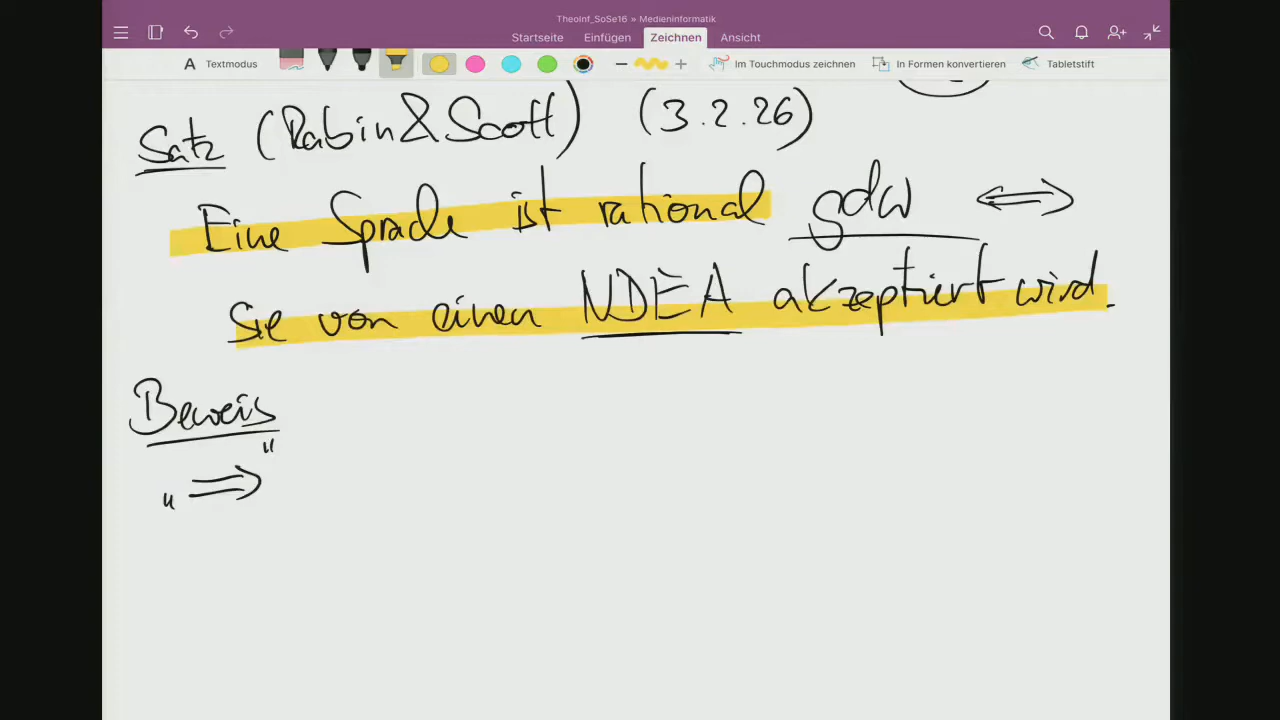 TheoInf_SoSe16 » Medieninformatik
Startseite Einfügen Zeichnen Ansicht
A Textmodus Im Touchmodus zeichnen In Formen konvertieren Tabletstift
Satz (Rabin & Scott) (3.2.26)
Eine Sprache ist rational gdw ⟺
sie von einen NDEA akzeptiert wird.
Beweis
„⟹"